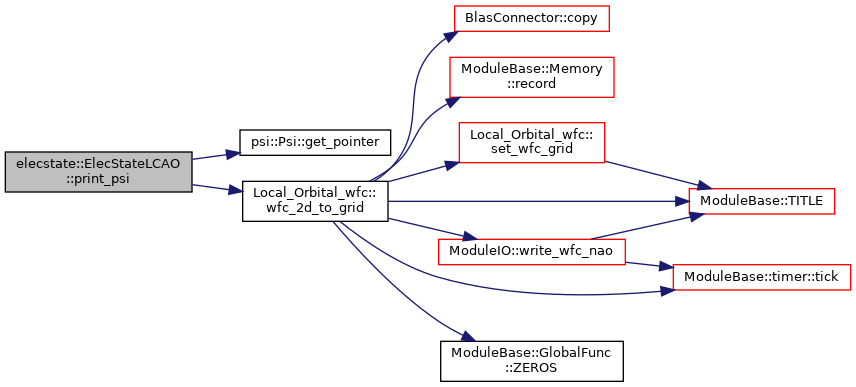 elecstate::ElecStateLCAO
::print_psi
psi::Psi::get_pointer
Local_Orbital_wfc::
wfc_2d_to_grid
BlasConnector::copy
ModuleBase::Memory
::record
Local_Orbital_wfc::
set_wfc_grid
ModuleBase::TITLE
ModuleIO::write_wfc_nao
ModuleBase::timer::tick
ModuleBase::GlobalFunc
::ZEROS